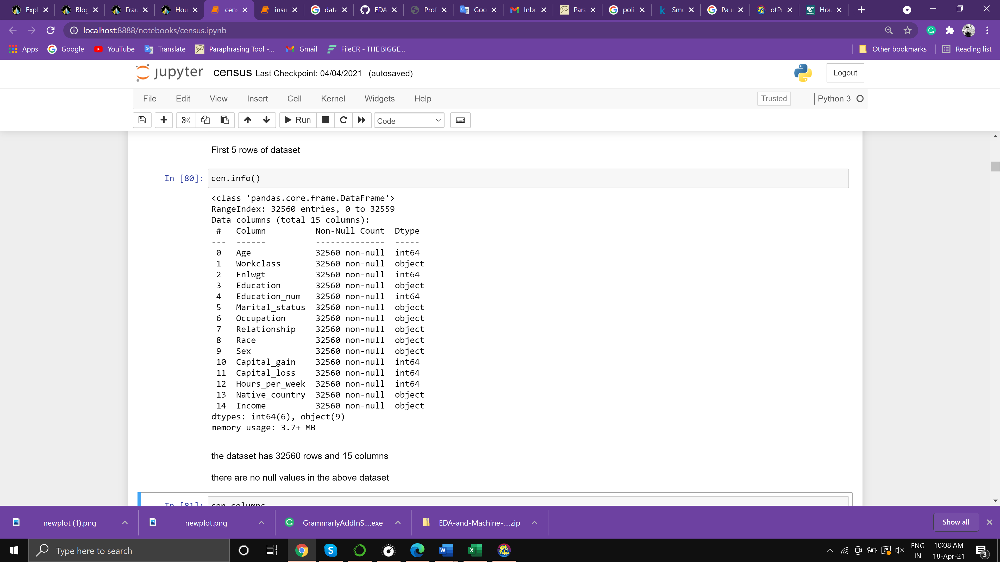 Expl
Blog
Frau
Hou
cens
insu
data
EDA
Prof
Goo
Inbo
Para
poli
Smo
Pa u
otPo
Hou
localhost:8888/notebooks/census.ipynb
Apps Google YouTube Translate Paraphrasing Tool -... Gmail FileCR - THE BIGGE... Other bookmarks Reading list
jupyter census Last Checkpoint: 04/04/2021 (autosaved) Logout
File Edit View Insert Cell Kernel Widgets Help Trusted Python 3
Run Code
First 5 rows of dataset
In [80]: cen.info()
<class 'pandas.core.frame.DataFrame'>
RangeIndex: 32560 entries, 0 to 32559
Data columns (total 15 columns):
# Column Non-Null Count Dtype
--- ------ -------------- -----
0 Age 32560 non-null int64
1 Workclass 32560 non-null object
2 Fnlwgt 32560 non-null int64
3 Education 32560 non-null object
4 Education_num 32560 non-null int64
5 Marital_status 32560 non-null object
6 Occupation 32560 non-null object
7 Relationship 32560 non-null object
8 Race 32560 non-null object
9 Sex 32560 non-null object
10 Capital_gain 32560 non-null int64
11 Capital_loss 32560 non-null int64
12 Hours_per_week 32560 non-null int64
13 Native_country 32560 non-null object
14 Income 32560 non-null object
dtypes: int64(6), object(9)
memory usage: 3.7+ MB
the dataset has 32560 rows and 15 columns
there are no null values in the above dataset
In [81]: cen.columns
newplot (1).png newplot.png GrammarlyAddInS....exe EDA-and-Machine-....zip Show all
Type here to search
ENG
IN
10:08 AM
18-Apr-21
3